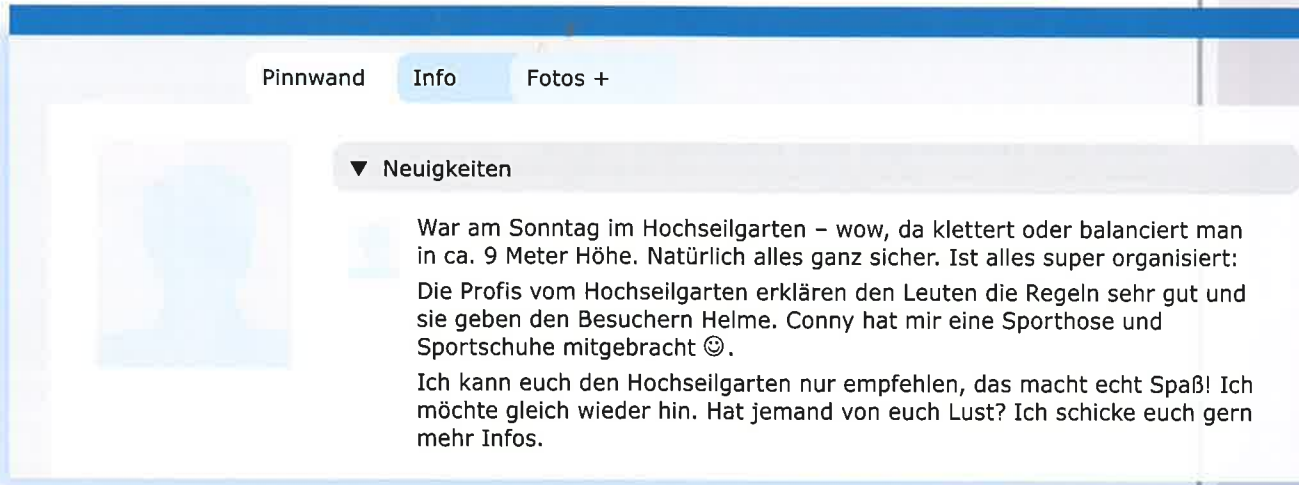 Pinnwand Info Fotos +
▼ Neuigkeiten
War am Sonntag im Hochseilgarten – wow, da klettert oder balanciert man
in ca. 9 Meter Höhe. Natürlich alles ganz sicher. Ist alles super organisiert:
Die Profis vom Hochseilgarten erklären den Leuten die Regeln sehr gut und
sie geben den Besuchern Helme. Conny hat mir eine Sporthose und
Sportschuhe mitgebracht ☺.
Ich kann euch den Hochseilgarten nur empfehlen, das macht echt Spaß! Ich
möchte gleich wieder hin. Hat jemand von euch Lust? Ich schicke euch gern
mehr Infos.